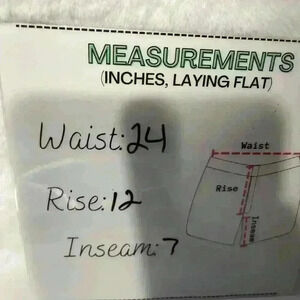 MEASUREMENTS
(INCHES, LAYING FLAT)
Waist: 24
Rise: 12
Inseam: 7
Waist
Rise
Inseam